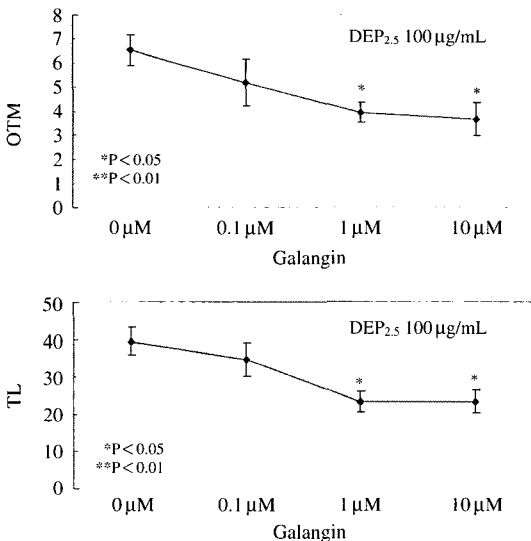 8
7
6
5
4
3
2
1
0
OTM
DEP2.5 100 μg/mL
* *
*P<0.05
**P<0.01
0 μM 0.1 μM 1 μM 10 μM
Galangin
50
40
30
20
10
0
TL
DEP2.5 100 μg/mL
* *
*P<0.05
**P<0.01
0 μM 0.1 μM 1 μM 10 μM
Galangin